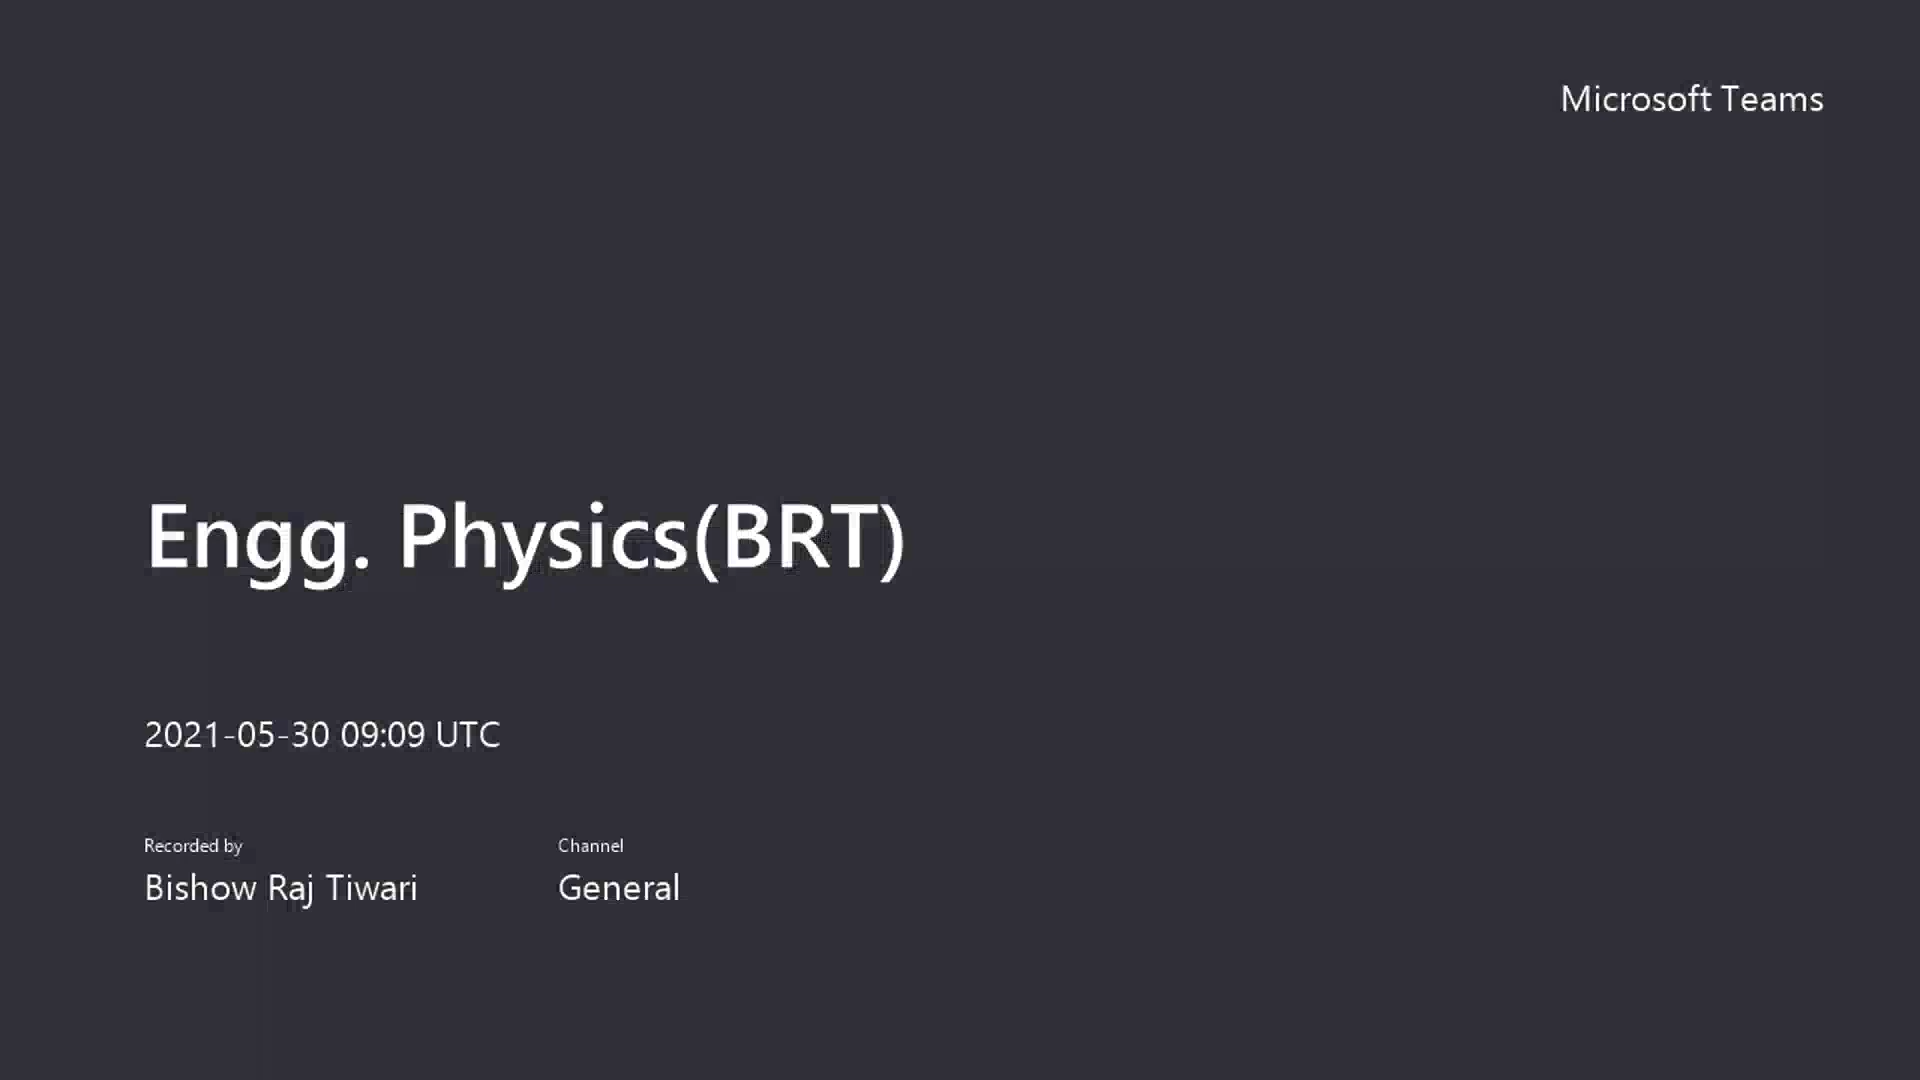 Microsoft Teams
Engg. Physics(BRT)
2021-05-30 09:09 UTC
Recorded by
Bishow Raj Tiwari
Channel
General